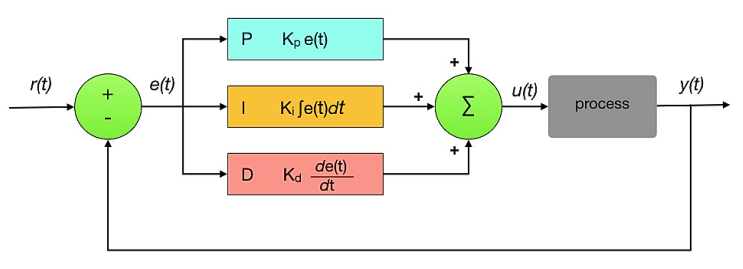 r(t)
+
-
e(t)
P Kp e(t)
I Ki ∫e(t)dt
D Kd de(t)
dt
+
+
+
Σ
u(t)
process
y(t)